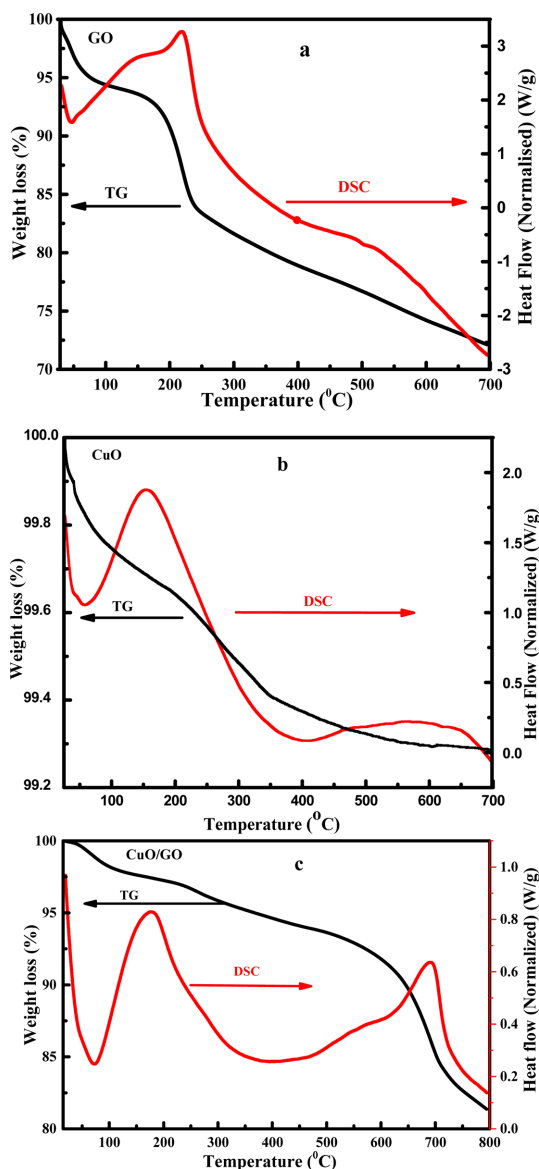 GO
a
100
95
90
85
80
75
70
Weight loss (%)
TG
DSC
3
2
1
0
-1
-2
-3
Heat Flow (Normalised) (W/g)
100 200 300 400 500 600 700
Temperature (⁰C)
CuO
b
100.0
99.8
99.6
99.4
99.2
Weight loss (%)
TG
DSC
2.0
1.5
1.0
0.5
0.0
Heat Flow (Normalized) (W/g)
100 200 300 400 500 600 700
Temperature (⁰C)
CuO/GO
c
100
95
90
85
80
Weight loss (%)
TG
DSC
1.0
0.8
0.6
0.4
0.2
0.0
Heat flow (Normalized) (W/g)
100 200 300 400 500 600 700 800
Temperature (⁰C)